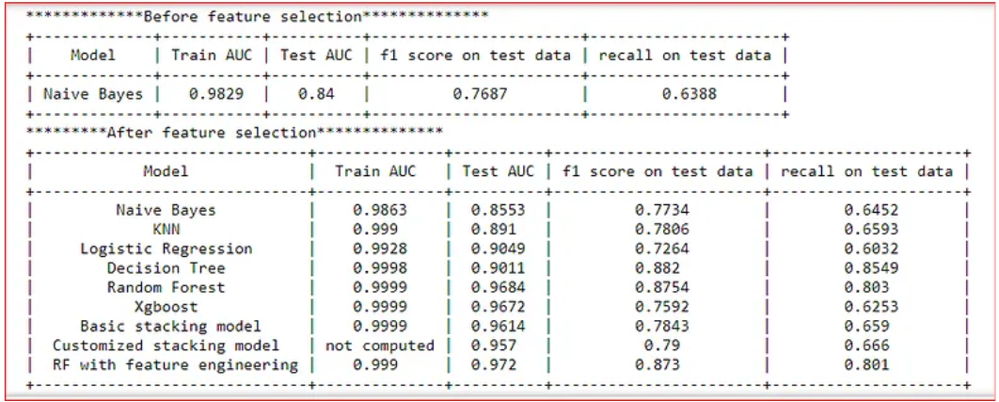 *************Before feature selection**************
+-------------+-----------+----------+-----------------------+---------------------+
| Model | Train AUC | Test AUC | f1 score on test data | recall on test data |
+-------------+-----------+----------+-----------------------+---------------------+
| Naive Bayes | 0.9829 | 0.84 | 0.7687 | 0.6388 |
+-------------+-----------+----------+-----------------------+---------------------+
*********After feature selection**************
+-----------------------------+--------------+----------+-----------------------+---------------------+
| Model | Train AUC | Test AUC | f1 score on test data | recall on test data |
+-----------------------------+--------------+----------+-----------------------+---------------------+
| Naive Bayes | 0.9863 | 0.8553 | 0.7734 | 0.6452 |
| KNN | 0.999 | 0.891 | 0.7806 | 0.6593 |
| Logistic Regression | 0.9928 | 0.9049 | 0.7264 | 0.6032 |
| Decision Tree | 0.9998 | 0.9011 | 0.882 | 0.8549 |
| Random Forest | 0.9999 | 0.9684 | 0.8754 | 0.803 |
| Xgboost | 0.9999 | 0.9672 | 0.7592 | 0.6253 |
| Basic stacking model | 0.9999 | 0.9614 | 0.7843 | 0.659 |
| Customized stacking model | not computed | 0.957 | 0.79 | 0.666 |
| RF with feature engineering | 0.999 | 0.972 | 0.873 | 0.801 |
+-----------------------------+--------------+----------+-----------------------+---------------------+